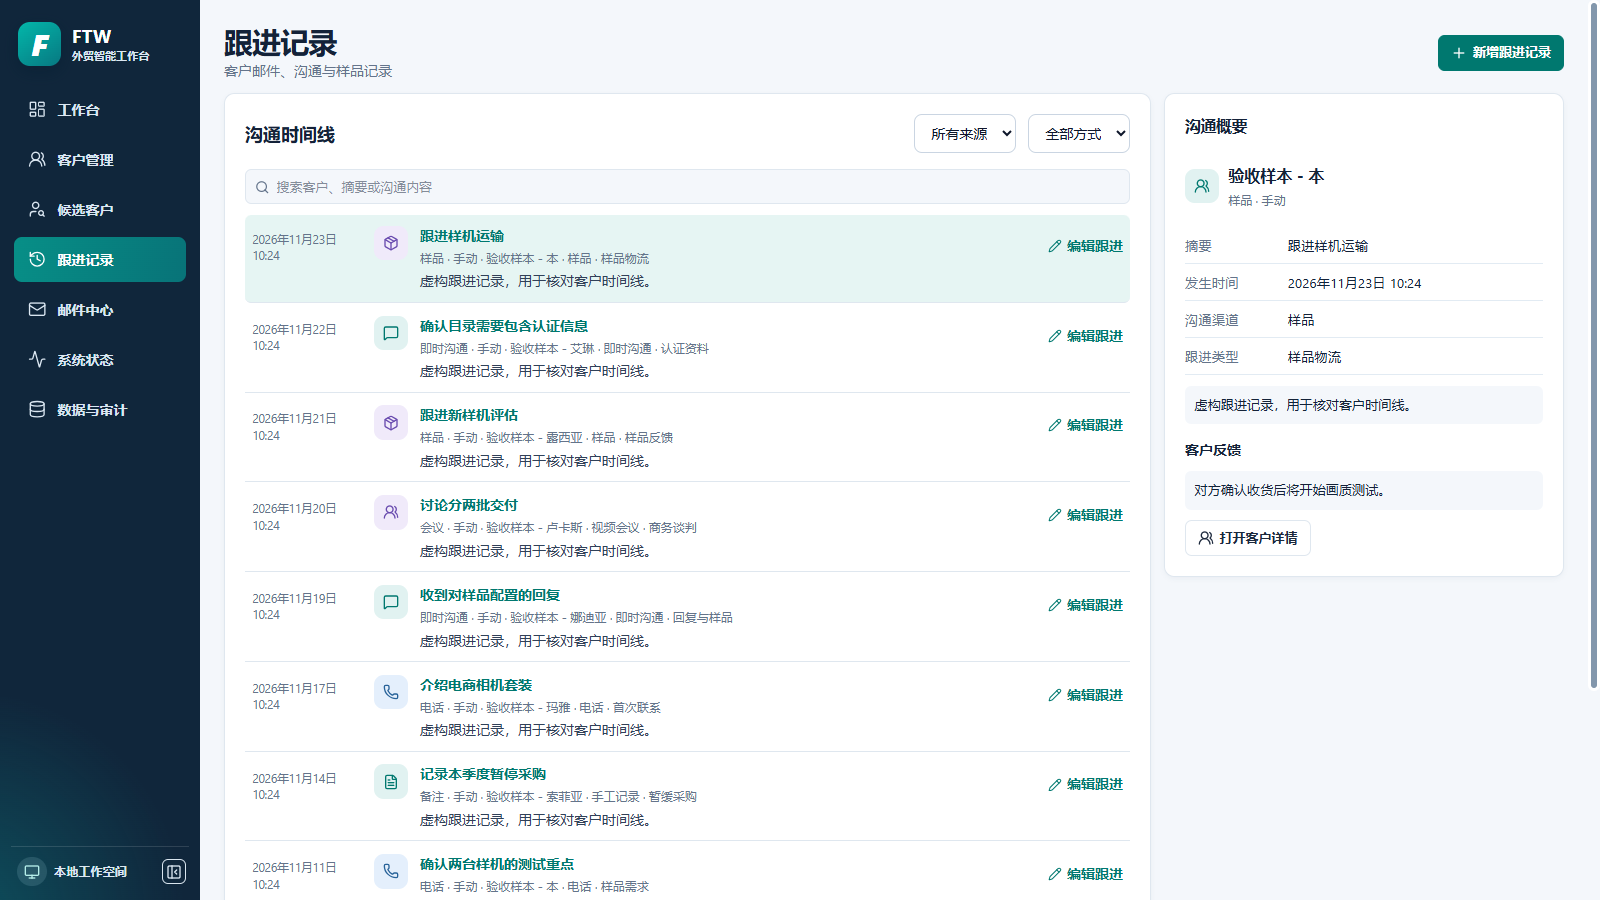 F
FTW
外贸智能工作台
工作台
客户管理
候选客户
跟进记录
邮件中心
系统状态
数据与审计
本地工作空间
跟进记录
客户邮件、沟通与样品记录
新增跟进记录
沟通时间线
所有来源
全部方式
搜索客户、摘要或沟通内容
2026年11月23日
10:24
跟进样机运输
样品 · 手动 · 验收样本 - 本 · 样品 · 样品物流
虚构跟进记录，用于核对客户时间线。
编辑跟进
2026年11月22日
10:24
确认目录需要包含认证信息
即时沟通 · 手动 · 验收样本 - 艾琳 · 即时沟通 · 认证资料
虚构跟进记录，用于核对客户时间线。
编辑跟进
2026年11月21日
10:24
跟进新样机评估
样品 · 手动 · 验收样本 - 露西亚 · 样品 · 样品反馈
虚构跟进记录，用于核对客户时间线。
编辑跟进
2026年11月20日
10:24
讨论分两批交付
会议 · 手动 · 验收样本 - 卢卡斯 · 视频会议 · 商务谈判
虚构跟进记录，用于核对客户时间线。
编辑跟进
2026年11月19日
10:24
收到对样品配置的回复
即时沟通 · 手动 · 验收样本 - 娜迪亚 · 即时沟通 · 回复与样品
虚构跟进记录，用于核对客户时间线。
编辑跟进
2026年11月17日
10:24
介绍电商相机套装
电话 · 手动 · 验收样本 - 玛雅 · 电话 · 首次联系
虚构跟进记录，用于核对客户时间线。
编辑跟进
2026年11月14日
10:24
记录本季度暂停采购
备注 · 手动 · 验收样本 - 索菲亚 · 手工记录 · 暂缓采购
虚构跟进记录，用于核对客户时间线。
编辑跟进
2026年11月11日
10:24
确认两台样机的测试重点
电话 · 手动 · 验收样本 - 本 · 电话 · 样品需求
编辑跟进
沟通概要
验收样本 - 本
样品 · 手动
摘要 跟进样机运输
发生时间 2026年11月23日 10:24
沟通渠道 样品
跟进类型 样品物流
虚构跟进记录，用于核对客户时间线。
客户反馈
对方确认收货后将开始画质测试。
打开客户详情